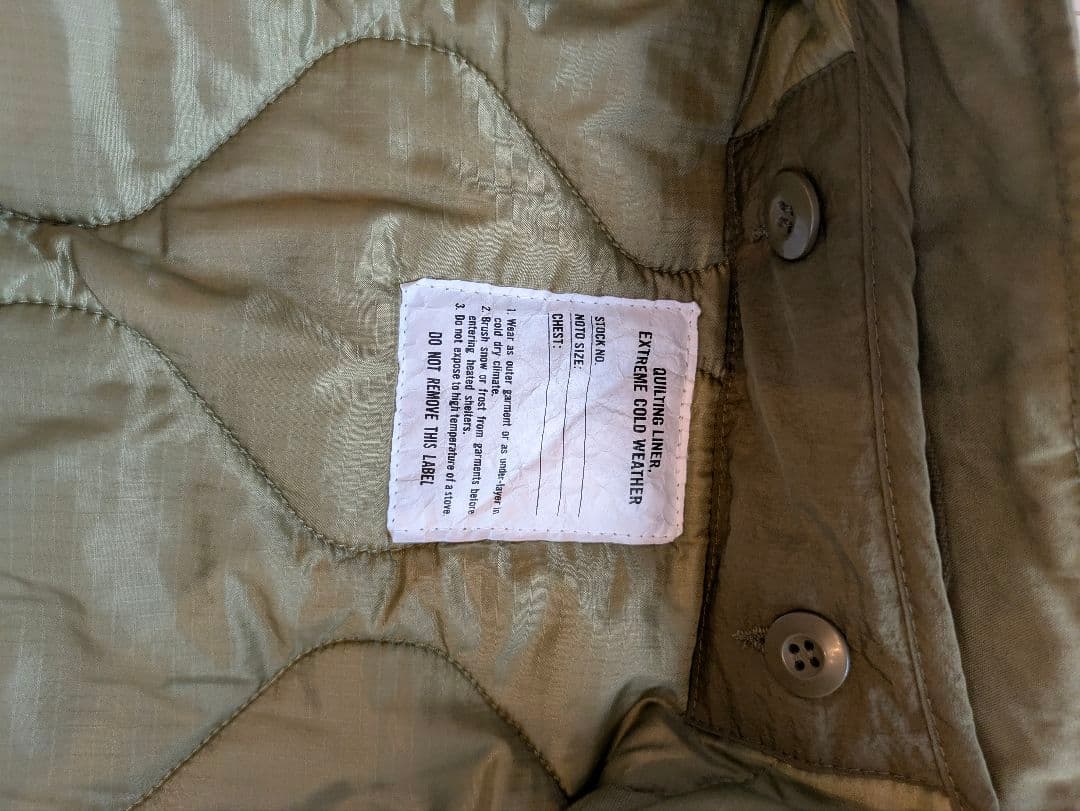 QUILTING LINER,
EXTREME COLD WEATHER
STOCK NO.
NOTO SIZE:
CHEST:
1. Wear as outer garment or as under-layer in
cold dry climate.
2. Brush snow or frost from garments before
entering heated shelters.
3. Do not expose to high temperature of a stove
DO NOT REMOVE THIS LABEL